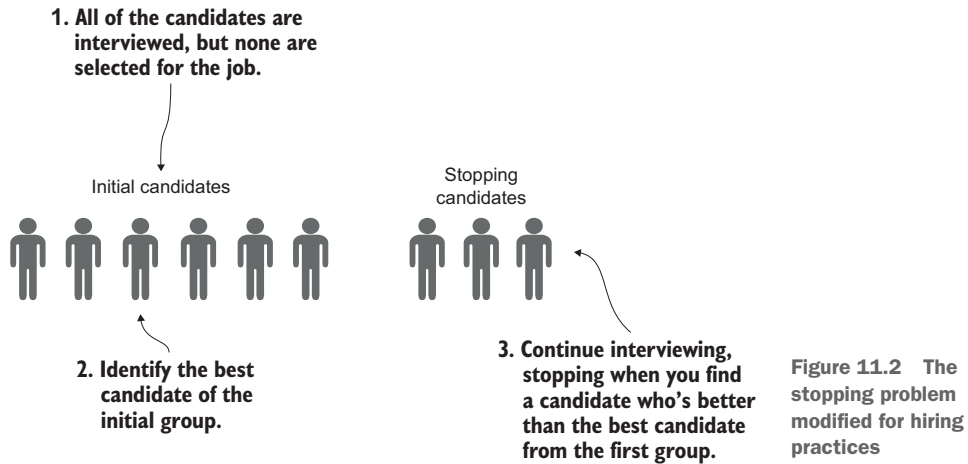 1. All of the candidates are
interviewed, but none are
selected for the job.
Initial candidates
Stopping
candidates
2. Identify the best
candidate of the
initial group.
3. Continue interviewing,
stopping when you find
a candidate who's better
than the best candidate
from the first group.
Figure 11.2 The
stopping problem
modified for hiring
practices